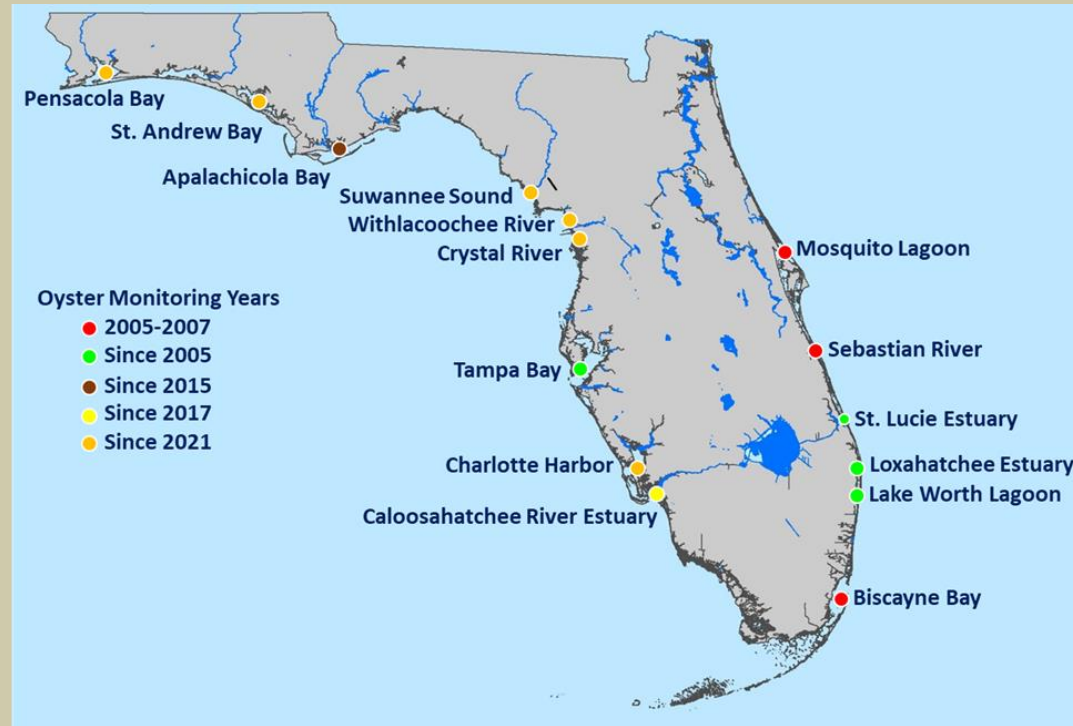 Pensacola Bay
St. Andrew Bay
Apalachicola Bay
Suwannee Sound
Withlacoochee River
Crystal River
Mosquito Lagoon
Oyster Monitoring Years
2005-2007
Since 2005
Since 2015
Since 2017
Since 2021
Sebastian River
Tampa Bay
St. Lucie Estuary
Charlotte Harbor
Loxahatchee Estuary
Lake Worth Lagoon
Caloosahatchee River Estuary
Biscayne Bay